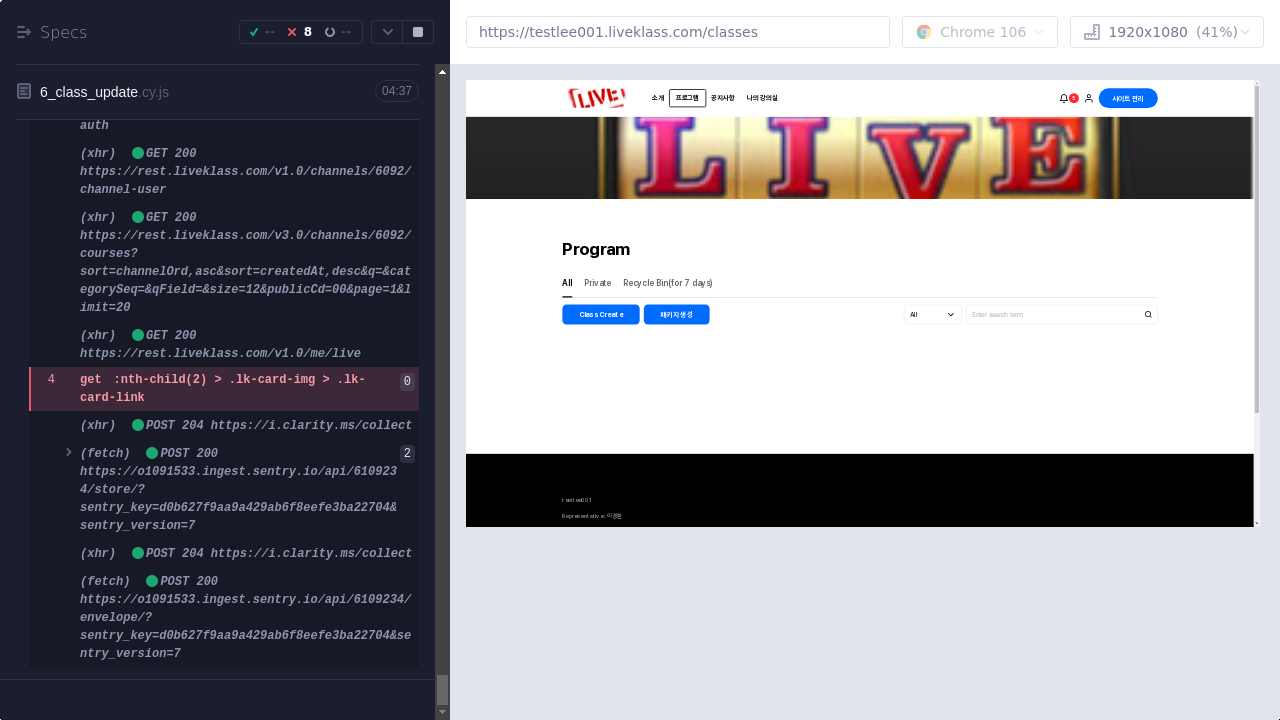 Specs
--
8
--
https://testlee001.liveklass.com/classes
Chrome 106
1920x1080 (41%)
6_class_update.cy.js
04:37
auth
(xhr) GET 200
https://rest.liveklass.com/v1.0/channels/6092/
channel-user
(xhr) GET 200
https://rest.liveklass.com/v3.0/channels/6092/
courses?
sort=channelOrd,asc&sort=createdAt,desc&q=&cat
egorySeq=&qField=&size=12&publicCd=00&page=1&l
imit=20
(xhr) GET 200
https://rest.liveklass.com/v1.0/me/live
4 get :nth-child(2) > .lk-card-img > .lk- 0
card-link
(xhr) POST 204 https://i.clarity.ms/collect
(fetch) POST 200 2
https://o1091533.ingest.sentry.io/api/610923
4/store/?
sentry_key=d0b627f9aa9a429ab6f8eefe3ba22704&
sentry_version=7
(xhr) POST 204 https://i.clarity.ms/collect
(fetch) POST 200
https://o1091533.ingest.sentry.io/api/6109234/
envelope/?
sentry_key=d0b627f9aa9a429ab6f8eefe3ba22704&se
ntry_version=7
LIVE!
소개 프로그램 공지사항 나의 강의실
사이트 관리
LIVE
Program
All Private Recycle Bin(for 7 days)
Class Create 패키지 생성 All Enter search term
testlee001
Representative: